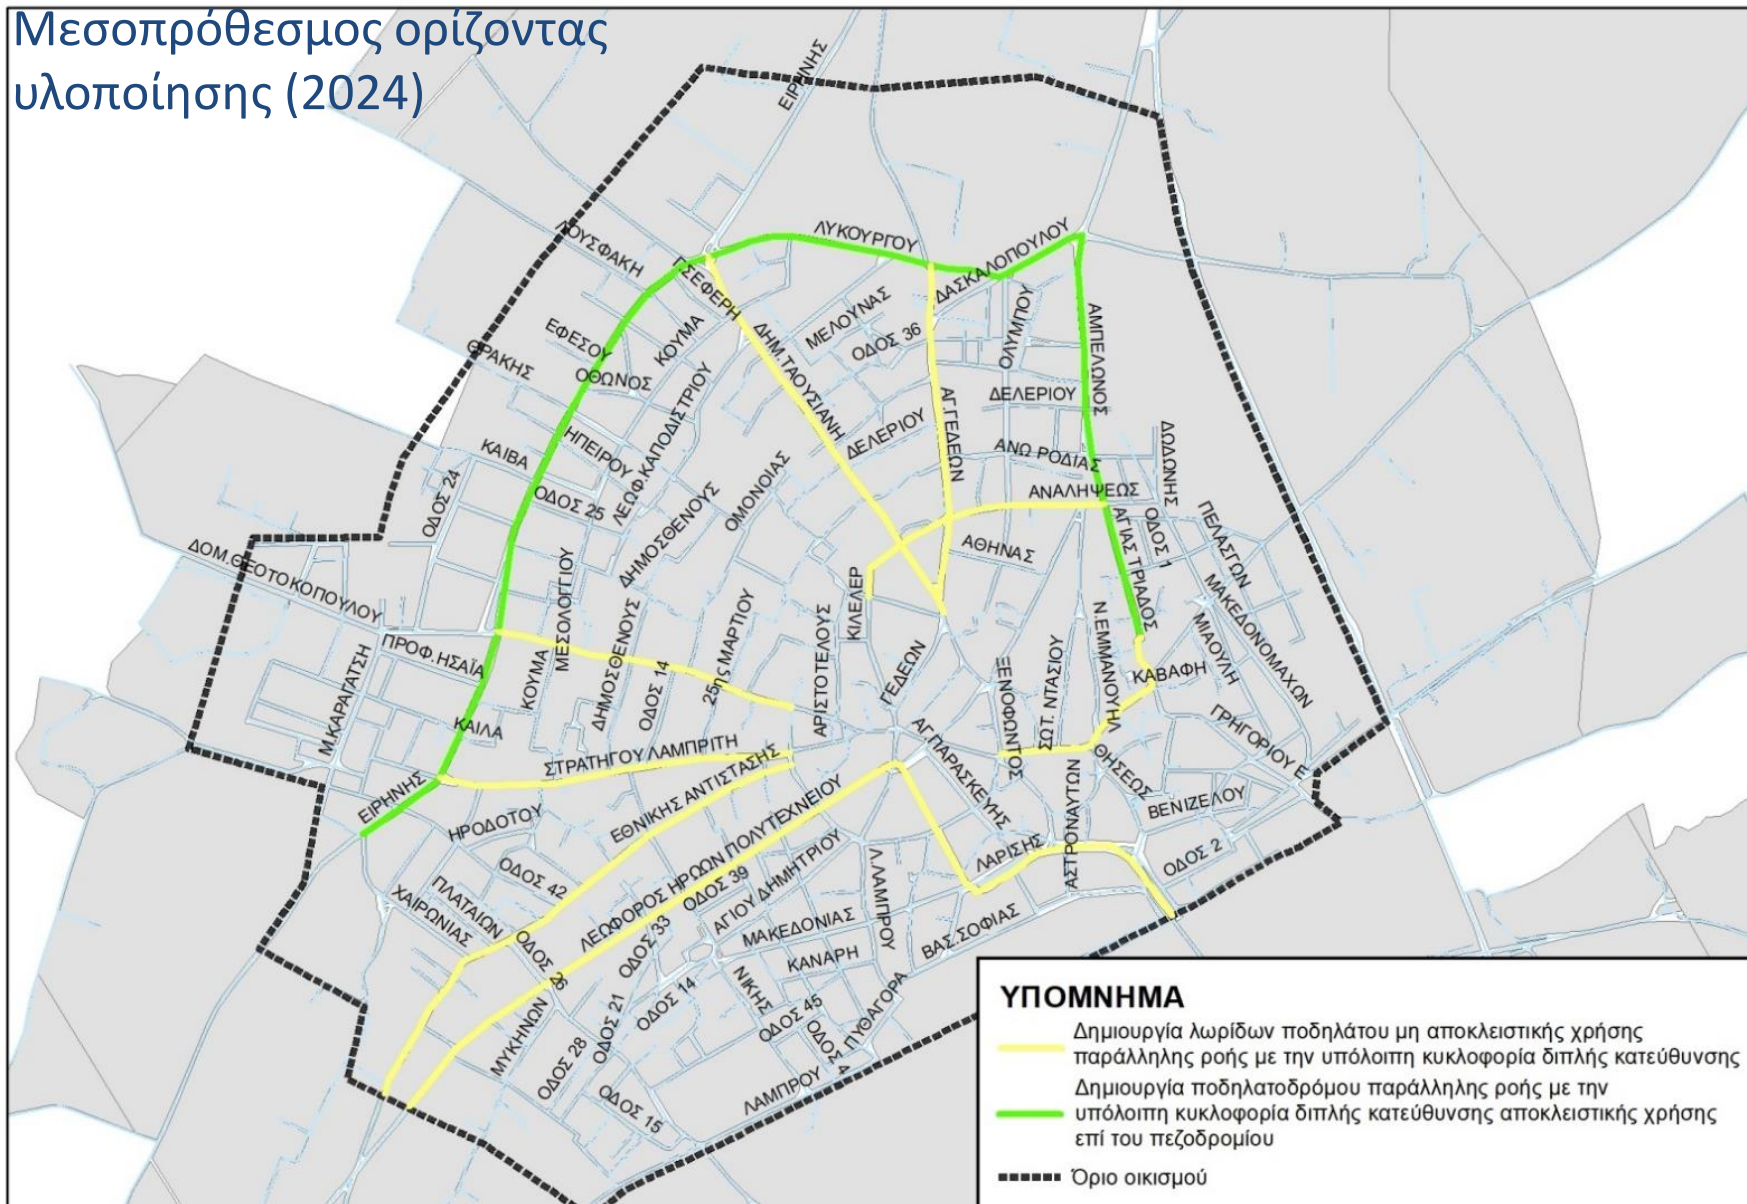 Μεσοπρόθεσμος ορίζοντας
υλοποίησης (2024)
ΕΙΡΗΝΗΣ
ΛΟΥΣΦΑΚΗ
Γ.ΣΕΦΕΡΗ
ΛΥΚΟΥΡΓΟΥ
ΔΑΣΚΑΛΟΠΟΥΛΟΥ
ΕΦΕΣΟΥ
ΘΡΑΚΗΣ
ΟΘΩΝΟΣ
ΚΟΥΜΑ
ΔΗΜ.ΤΑΟΥΣΙΑΝΗ
ΜΕΛΟΥΝΑΣ
ΟΔΟΣ 36
ΟΛΥΜΠΟΥ
ΑΜΠΕΛΩΝΟΣ
ΔΕΛΕΡΙΟΥ
ΑΓ.ΓΕΔΕΩΝ
ΔΕΛΕΡΙΟΥ
ΑΝΩ ΡΟΔΙΑΣ
ΔΩΔΩΝΗΣ
ΚΑΙΒΑ
ΗΠΕΙΡΟΥ
ΛΕΩΦ.ΚΑΠΟΔΙΣΤΡΙΟΥ
ΟΔΟΣ 24
ΟΔΟΣ 25
ΔΗΜΟΣΘΕΝΟΥΣ
ΟΜΟΝΟΙΑΣ
ΑΝΑΛΗΨΕΩΣ
ΑΓΙΑΣ ΤΡΙΑΔΟΣ
ΟΔΟΣ 1
ΠΕΛΑΣΓΩΝ
ΑΘΗΝΑΣ
ΜΑΚΕΔΟΝΟΜΑΧΩΝ
ΜΙΑΟΥΛΗ
ΔΟΜ.ΘΕΟΤΟΚΟΠΟΥΛΟΥ
ΠΡΟΦ.ΗΣΑΪΑ
Μ.ΚΑΡΑΓΑΤΣΗ
ΜΕΣΟΛΟΓΓΙΟΥ
ΚΟΥΜΑ
ΔΗΜΟΣΘΕΝΟΥΣ
ΟΔΟΣ 14
25ης ΜΑΡΤΙΟΥ
ΑΡΙΣΤΟΤΕΛΟΥΣ
ΚΙΛΕΛΕΡ
ΓΕΔΕΩΝ
ΞΕΝΟΦΩΝΤΟΣ
ΣΩΤ. ΝΤΑΣΙΟΥ
Ν.ΕΜΜΑΝΟΥΗΛ
ΚΑΒΑΦΗ
ΓΡΗΓΟΡΙΟΥ Ε
ΚΑΙΛΑ
ΣΤΡΑΤΗΓΟΥ ΛΑΜΠΡΙΤΗ
ΑΓ.ΠΑΡΑΣΚΕΥΗΣ
ΘΗΣΕΩΣ
ΒΕΝΙΖΕΛΟΥ
ΕΙΡΗΝΗΣ
ΗΡΟΔΟΤΟΥ
ΕΘΝΙΚΗΣ ΑΝΤΙΣΤΑΣΗΣ
ΛΕΩΦΟΡΟΣ ΗΡΩΩΝ ΠΟΛΥΤΕΧΝΕΙΟΥ
ΑΣΤΡΟΝΑΥΤΩΝ
ΛΑΡΙΣΗΣ
ΟΔΟΣ 2
ΟΔΟΣ 42
ΠΛΑΤΑΙΩΝ
ΧΑΙΡΩΝΙΑΣ
ΟΔΟΣ 26
ΟΔΟΣ 39
ΟΔΟΣ 33
ΑΓΙΟΥ ΔΗΜΗΤΡΙΟΥ
Λ.ΛΑΜΠΡΟΥ
ΜΑΚΕΔΟΝΙΑΣ
ΒΑΣ.ΣΟΦΙΑΣ
ΚΑΝΑΡΗ
ΝΙΚΗΣ
ΠΥΘΑΓΟΡΑ
ΜΥΚΗΝΩΝ
ΟΔΟΣ 28
ΟΔΟΣ 21
ΟΔΟΣ 14
ΟΔΟΣ 45
ΟΔΟΣ 4
ΛΑΜΠΡΟΥ
ΟΔΟΣ 15
ΥΠΟΜΝΗΜΑ
Δημιουργία λωρίδων ποδηλάτου μη αποκλειστικής χρήσης
παράλληλης ροής με την υπόλοιπη κυκλοφορία διπλής κατεύθυνσης
Δημιουργία ποδηλατοδρόμου παράλληλης ροής με την
υπόλοιπη κυκλοφορία διπλής κατεύθυνσης αποκλειστικής χρήσης
επί του πεζοδρομίου
Όριο οικισμού